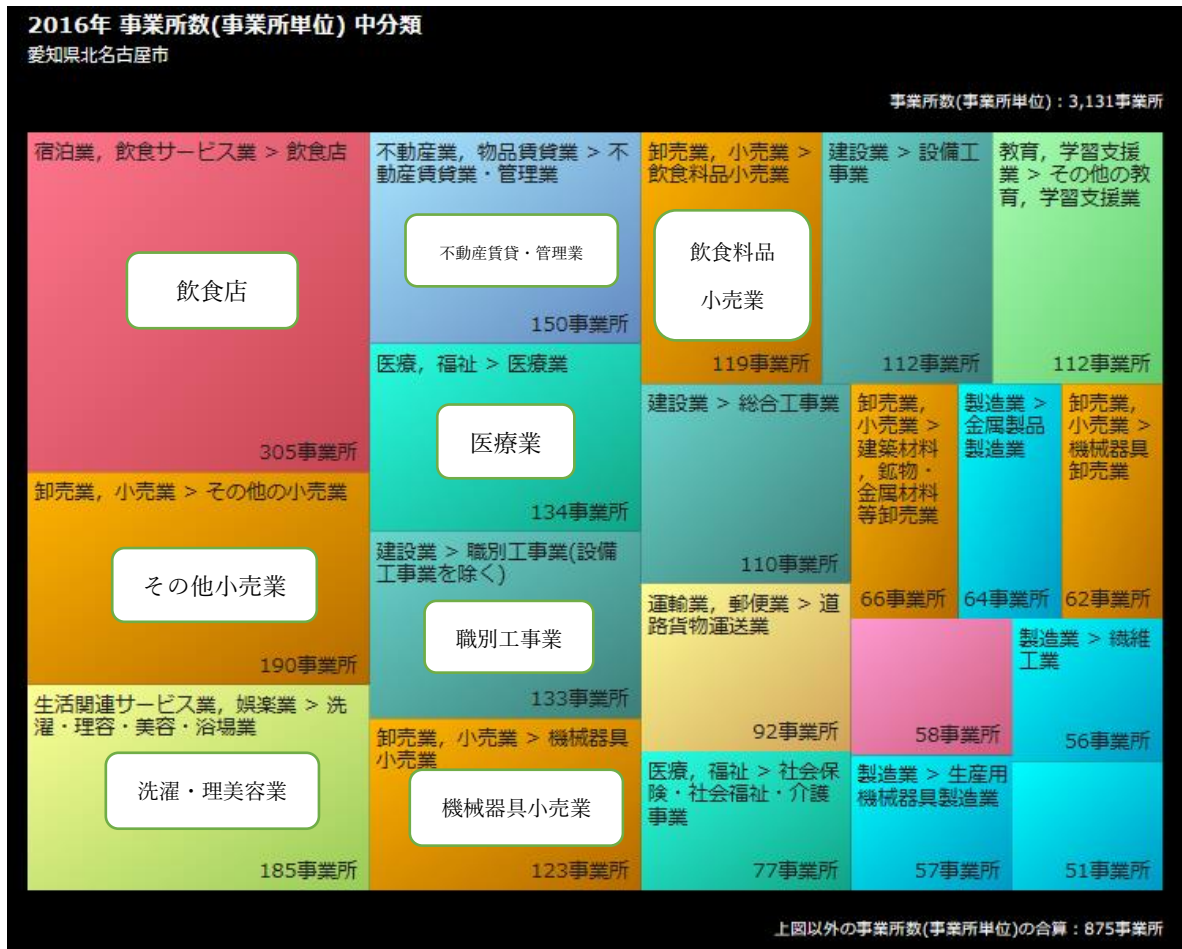 2016年 事業所数(事業所単位) 中分類
愛知県北名古屋市
事業所数(事業所単位)：3,131事業所
宿泊業，飲食サービス業 > 飲食店
飲食店
305事業所
卸売業，小売業 > その他の小売業
その他小売業
190事業所
生活関連サービス業，娯楽業 > 洗
濯・理容・美容・浴場業
洗濯・理美容業
185事業所
不動産業，物品賃貸業 > 不
動産賃貸業・管理業
不動産賃貸・管理業
150事業所
医療，福祉 > 医療業
医療業
134事業所
建設業 > 職別工事業(設備
工事業を除く)
職別工事業
133事業所
卸売業，小売業 > 機械器具
小売業
機械器具小売業
123事業所
卸売業，小売業 >
飲食料品小売業
飲食料品
小売業
119事業所
建設業 > 設備工
事業
112事業所
教育，学習支援
業 > その他の教
育，学習支援業
112事業所
建設業 > 総合工事業
110事業所
運輸業，郵便業 > 道
路貨物運送業
92事業所
医療，福祉 > 社会保
険・社会福祉・介護
事業
77事業所
卸売業，
小売業 >
建築材料
，鉱物・
金属材料
等卸売業
66事業所
製造業 >
金属製品
製造業
64事業所
卸売業，
小売業 >
機械器具
卸売業
62事業所
58事業所
製造業 > 繊維
工業
56事業所
製造業 > 生産用
機械器具製造業
57事業所
51事業所
上図以外の事業所数(事業所単位)の合算：875事業所